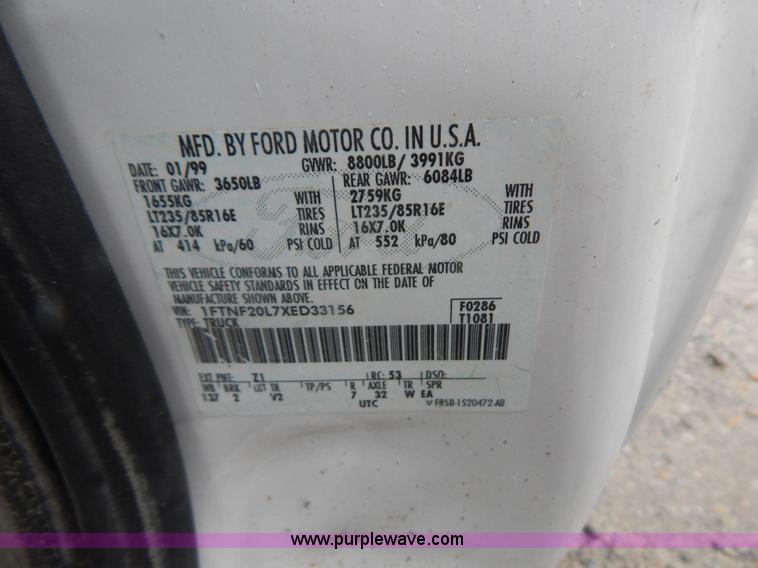 MFD. BY FORD MOTOR CO. IN U.S.A.
DATE: 01/99 GVWR: 8800LB/ 3991KG
FRONT GAWR: 3650LB REAR GAWR: 6084LB
1655KG WITH 2759KG WITH
LT235/85R16E TIRES LT235/85R16E TIRES
16X7.0K RIMS 16X7.0K RIMS
AT 414 kPa/60 PSI COLD AT 552 kPa/80 PSI COLD
THIS VEHICLE CONFORMS TO ALL APPLICABLE FEDERAL MOTOR
VEHICLE SAFETY STANDARDS IN EFFECT ON THE DATE OF
MANUFACTURE SHOWN ABOVE.
VIN: 1FTNF20L7XED33156 F0286
TYPE: TRUCK T1081
EXT PNT: Z1 RC: 53 DSO:
WB BRK INT TR TP/PS R AXLE TR SPR
137 2 V2 7 32 W EA
UTC F85B-1520472-AB
www.purplewave.com